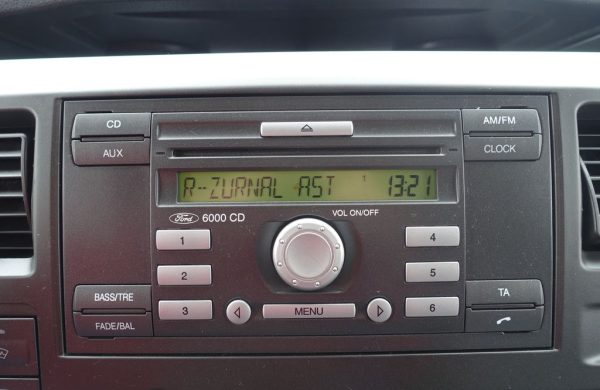 CD
AUX
AM/FM
CLOCK
R--ZURNAL AST 1 13:21
Ford 6000 CD
VOL ON/OFF
1
2
3
4
5
6
BASS/TRE
FADE/BAL
MENU
TA